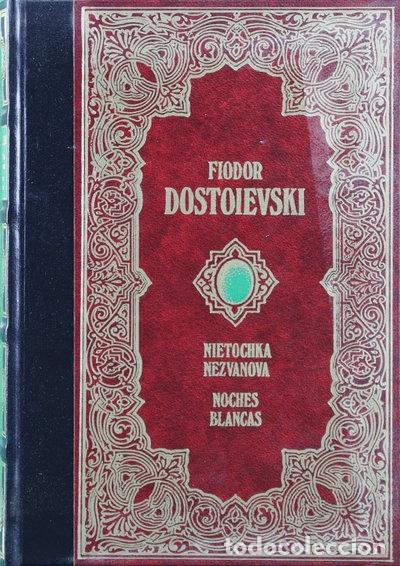 FIODOR
DOSTOIEVSKI
NIETOCHKA
NEZVANOVA
NOCHES
BLANCAS
todocoleccion